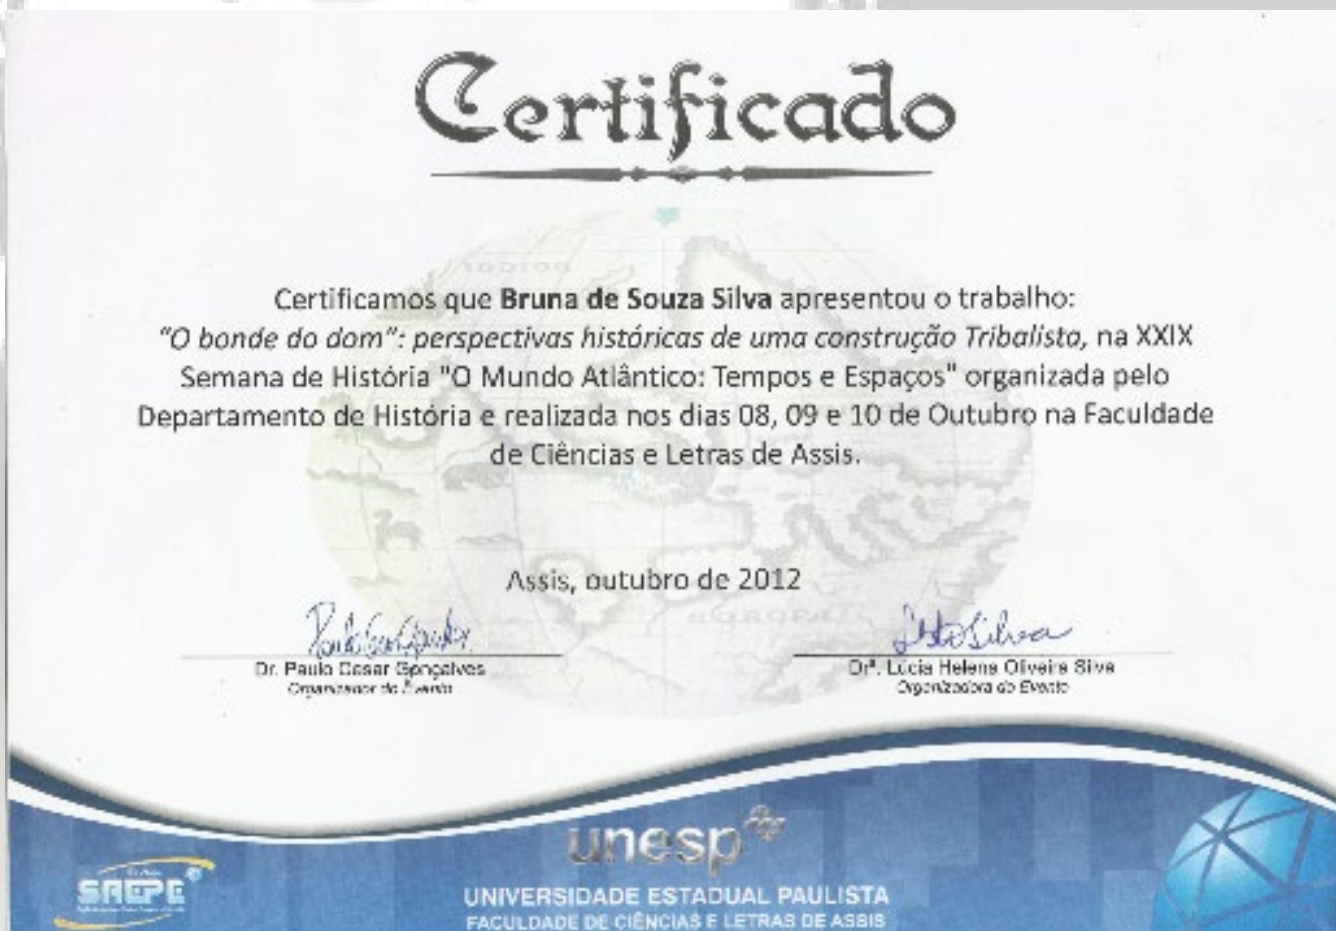 Certificado
Certificamos que Bruna de Souza Silva apresentou o trabalho:
"O bonde do dom": perspectivas históricas de uma construção Tribalista, na XXIX
Semana de História "O Mundo Atlântico: Tempos e Espaços" organizada pelo
Departamento de História e realizada nos dias 08, 09 e 10 de Outubro na Faculdade
de Ciências e Letras de Assis.
Assis, outubro de 2012
Dr. Paulo Cesar Gonçalves
Organizador do Evento
Drª. Lúcia Helena Oliveira Silva
Organizadora do Evento
unesp
SAEPE
UNIVERSIDADE ESTADUAL PAULISTA
FACULDADE DE CIÊNCIAS E LETRAS DE ASSIS